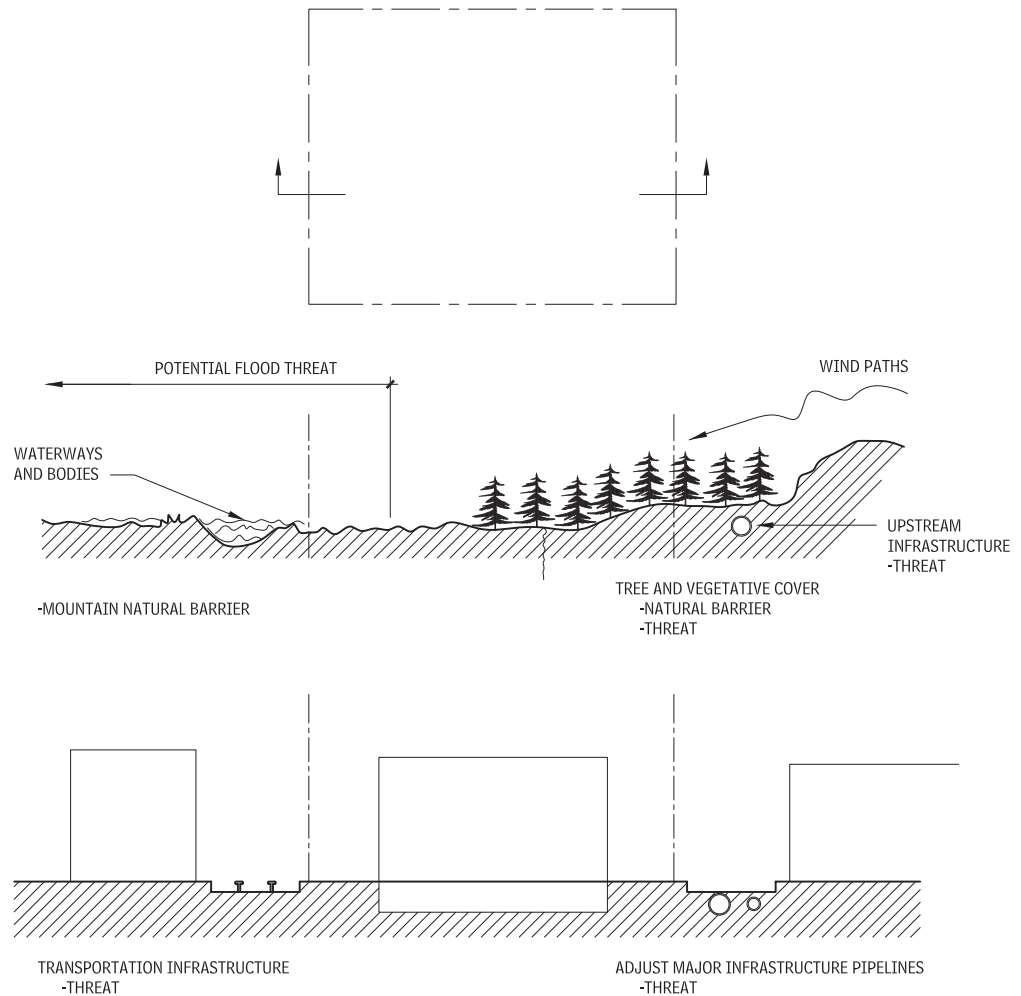 POTENTIAL FLOOD THREAT
WIND PATHS
WATERWAYS
AND BODIES
UPSTREAM
INFRASTRUCTURE
-THREAT
-MOUNTAIN NATURAL BARRIER
TREE AND VEGETATIVE COVER
-NATURAL BARRIER
-THREAT
TRANSPORTATION INFRASTRUCTURE
-THREAT
ADJUST MAJOR INFRASTRUCTURE PIPELINES
-THREAT